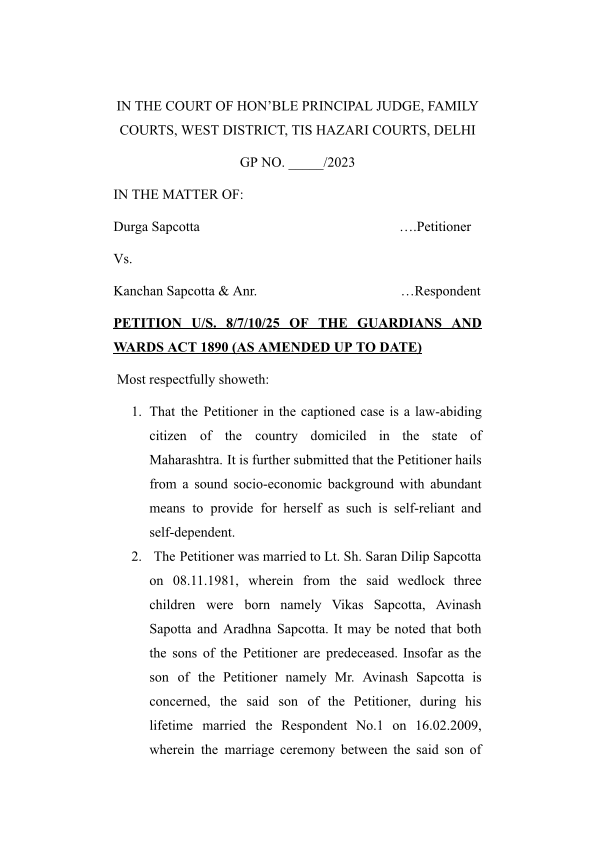 IN THE COURT OF HON’BLE PRINCIPAL JUDGE, FAMILY
COURTS, WEST DISTRICT, TIS HAZARI COURTS, DELHI
GP NO. _____/2023
IN THE MATTER OF:
Durga Sapcotta ….Petitioner
Vs.
Kanchan Sapcotta & Anr. …Respondent
PETITION U/S. 8/7/10/25 OF THE GUARDIANS AND
WARDS ACT 1890 (AS AMENDED UP TO DATE)
Most respectfully showeth:
1. That the Petitioner in the captioned case is a law-abiding
citizen of the country domiciled in the state of
Maharashtra. It is further submitted that the Petitioner hails
from a sound socio-economic background with abundant
means to provide for herself as such is self-reliant and
self-dependent.
2. The Petitioner was married to Lt. Sh. Saran Dilip Sapcotta
on 08.11.1981, wherein from the said wedlock three
children were born namely Vikas Sapcotta, Avinash
Sapotta and Aradhna Sapcotta. It may be noted that both
the sons of the Petitioner are predeceased. Insofar as the
son of the Petitioner namely Mr. Avinash Sapcotta is
concerned, the said son of the Petitioner, during his
lifetime married the Respondent No.1 on 16.02.2009,
wherein the marriage ceremony between the said son of